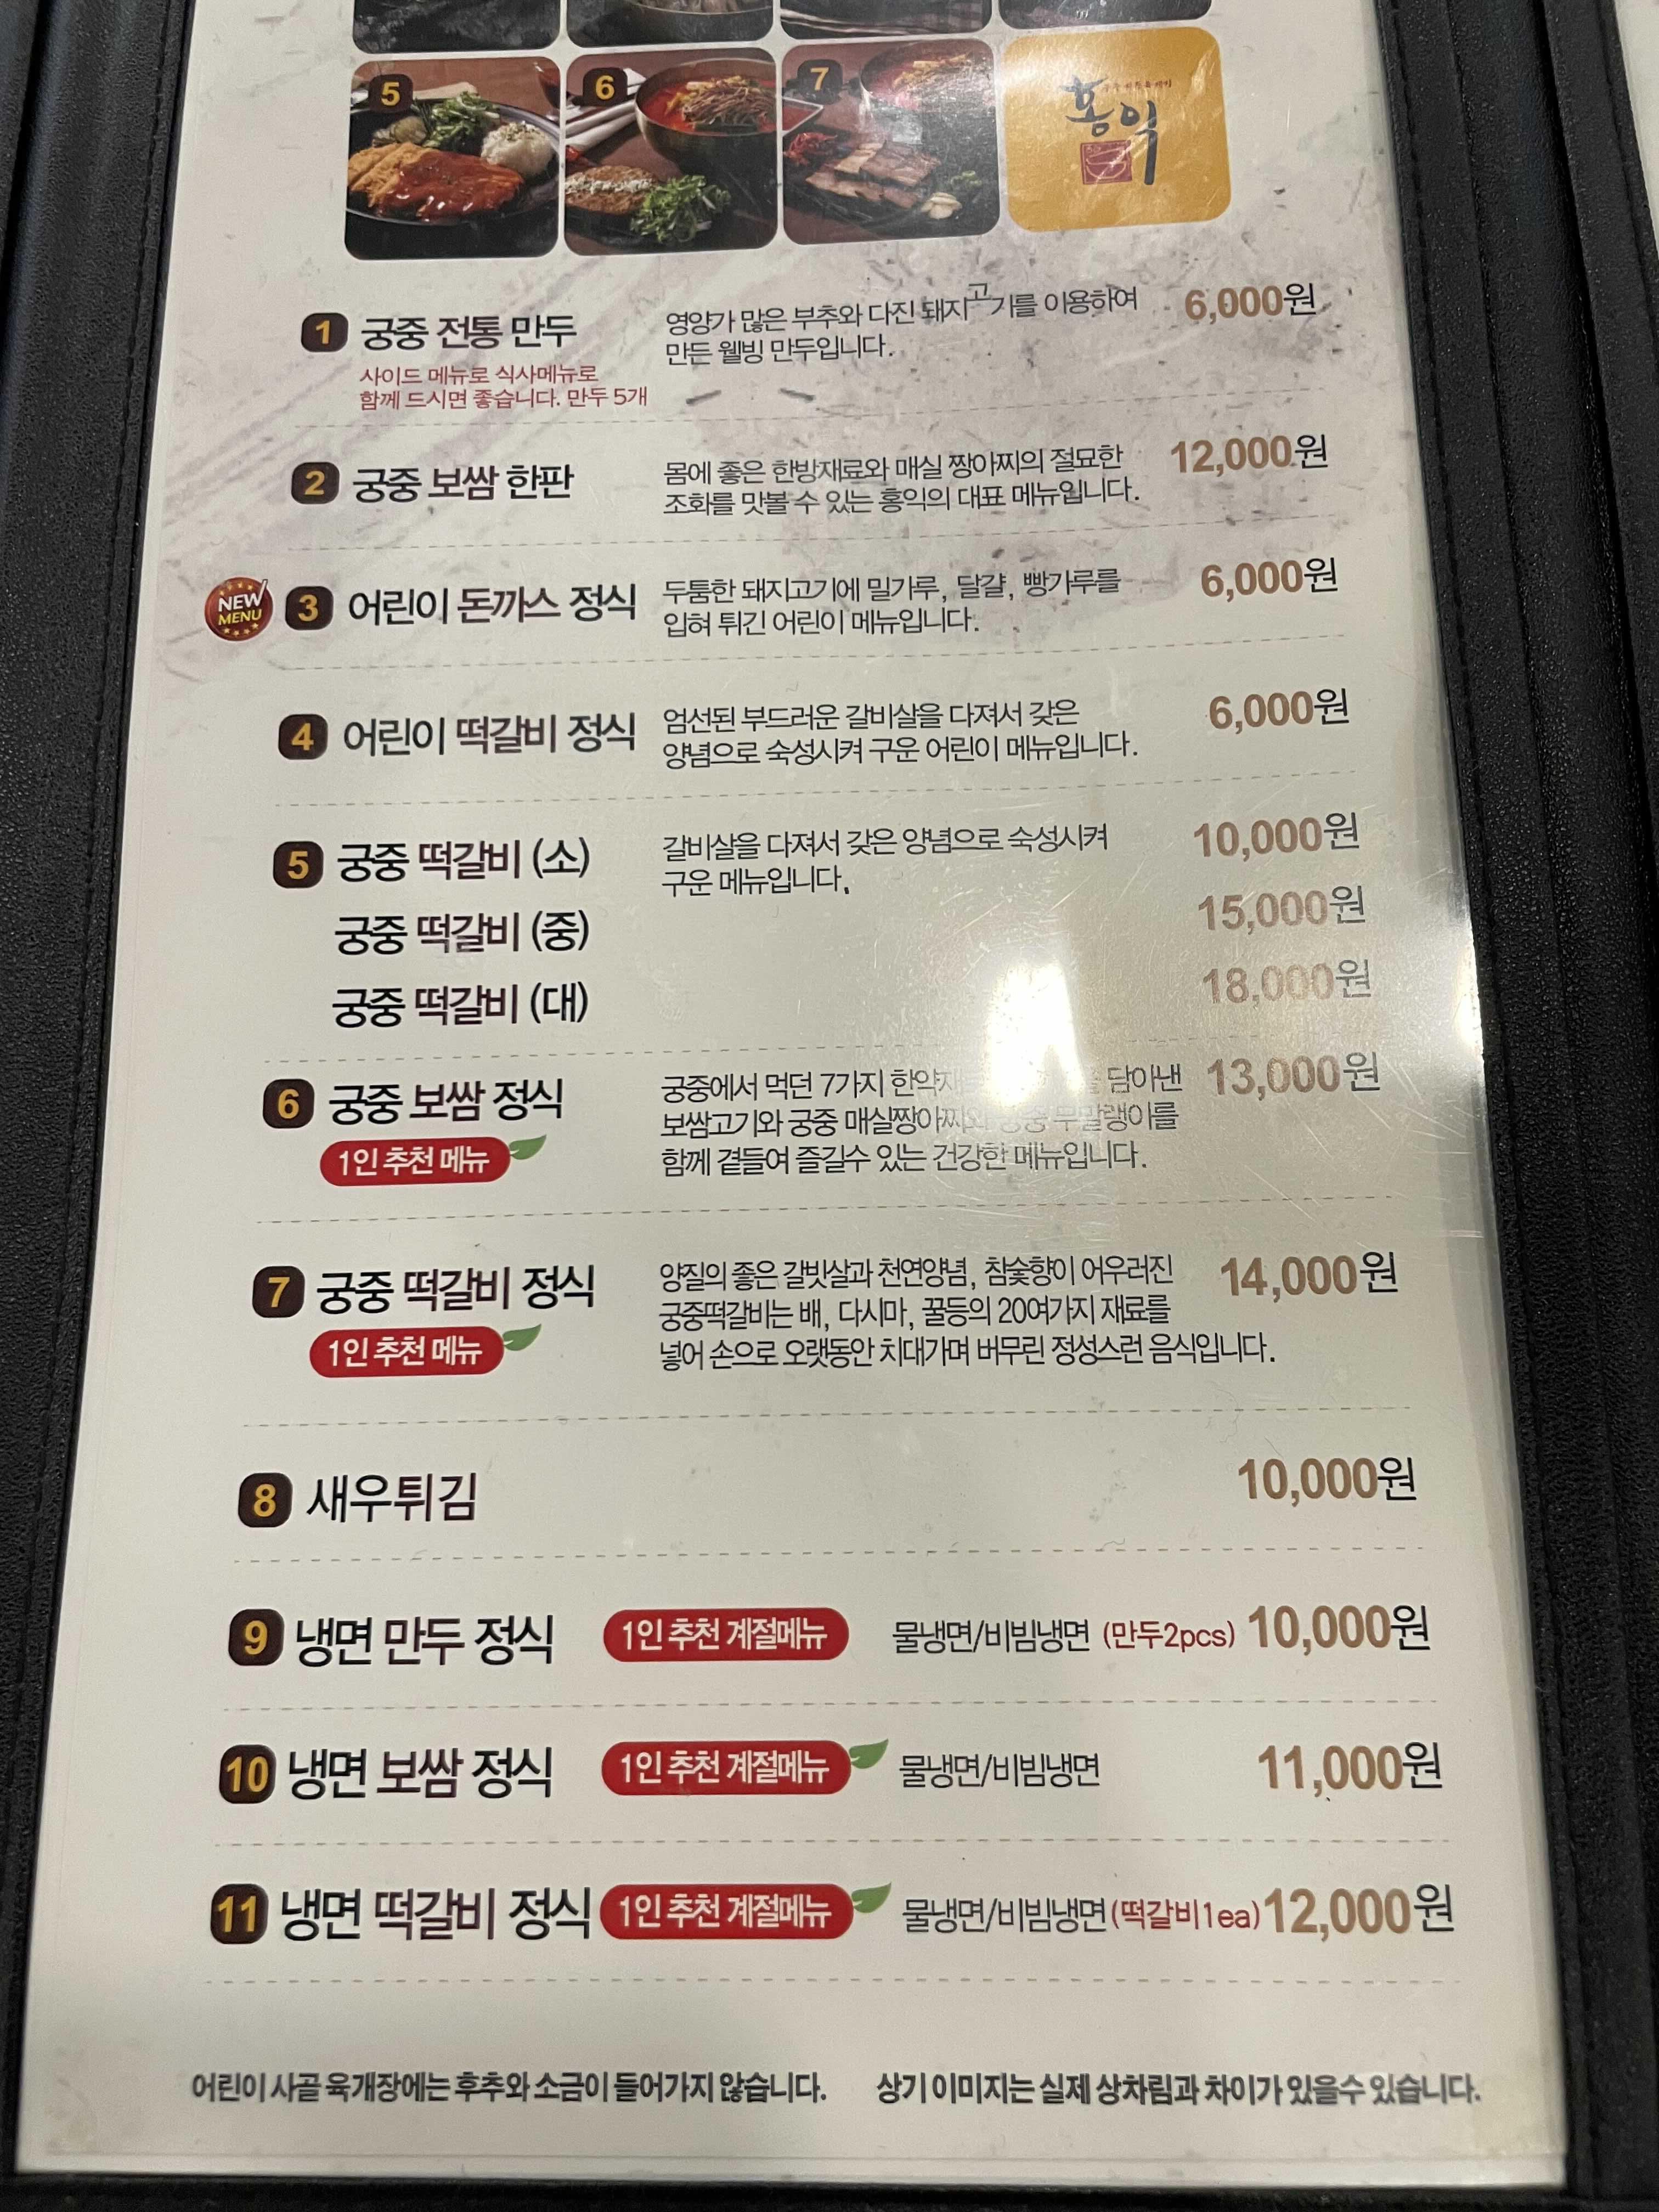 5
6
7
홍익
1 궁중 전통 만두
사이드 메뉴로 식사메뉴로
함께 드시면 좋습니다. 만두 5개
영양가 많은 부추와 다진 돼지고기를 이용하여
만든 웰빙 만두입니다.
6,000원
2 궁중 보쌈 한판
몸에 좋은 한방재료와 매실 짱아찌의 절묘한
조화를 맛볼 수 있는 홍익의 대표 메뉴입니다.
12,000원
NEW
MENU
3 어린이 돈까스 정식
두툼한 돼지고기에 밀가루, 달걀, 빵가루를
입혀 튀긴 어린이 메뉴입니다.
6,000원
4 어린이 떡갈비 정식
엄선된 부드러운 갈비살을 다져서 갖은
양념으로 숙성시켜 구운 어린이 메뉴입니다.
6,000원
5 궁중 떡갈비 (소)
갈비살을 다져서 갖은 양념으로 숙성시켜
구운 메뉴입니다.
10,000원
궁중 떡갈비 (중) 15,000원
궁중 떡갈비 (대) 18,000원
6 궁중 보쌈 정식
1인 추천 메뉴
궁중에서 먹던 7가지 담아낸
보쌈고기와 궁중 매실짱아찌와 궁중 무말랭이를
함께 곁들여 즐길수 있는 건강한 메뉴입니다.
13,000원
7 궁중 떡갈비 정식
1인 추천 메뉴
양질의 좋은 갈빗살과 천연양념, 참숯향이 어우러진
궁중떡갈비는 배, 다시마, 꿀등의 20여가지 재료를
넣어 손으로 오랫동안 치대가며 버무린 정성스런 음식입니다.
14,000원
8 새우튀김 10,000원
9 냉면 만두 정식 1인 추천 계절메뉴 물냉면/비빔냉면 (만두2pcs) 10,000원
10 냉면 보쌈 정식 1인 추천 계절메뉴 물냉면/비빔냉면 11,000원
11 냉면 떡갈비 정식 1인 추천 계절메뉴 물냉면/비빔냉면(떡갈비1ea) 12,000원
어린이 사골 육개장에는 후추와 소금이 들어가지 않습니다. 상기 이미지는 실제 상차림과 차이가 있을수 있습니다.